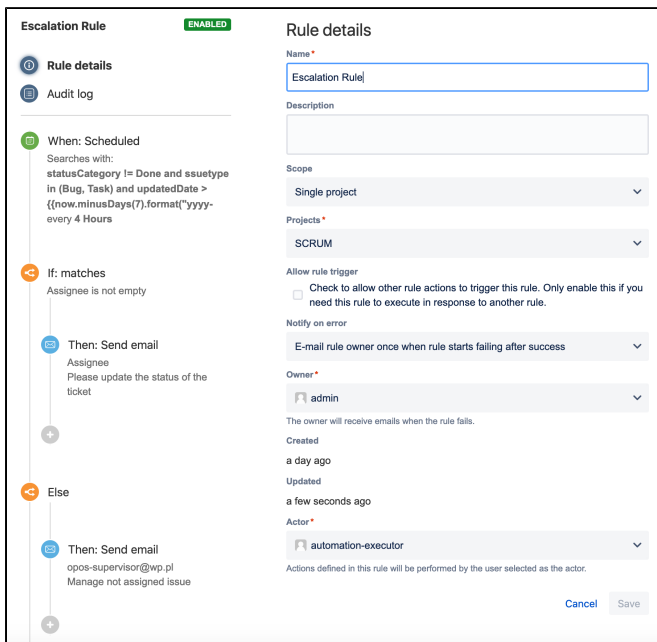 Escalation Rule
ENABLED
Rule details
Audit log
When: Scheduled
Searches with:
statusCategory != Done and ssuetype
in (Bug, Task) and updatedDate >
{{now.minusDays(7).format("yyyy-
every 4 Hours
If: matches
Assignee is not empty
Then: Send email
Assignee
Please update the status of the
ticket
Else
Then: Send email
opos-supervisor@wp.pl
Manage not assigned issue
Rule details
Name*
Escalation Rule
Description
Scope
Single project
Projects*
SCRUM
Allow rule trigger
Check to allow other rule actions to trigger this rule. Only enable this if you
need this rule to execute in response to another rule.
Notify on error
E-mail rule owner once when rule starts failing after success
Owner*
admin
The owner will receive emails when the rule fails.
Created
a day ago
Updated
a few seconds ago
Actor*
automation-executor
Actions defined in this rule will be performed by the user selected as the actor.
Cancel
Save